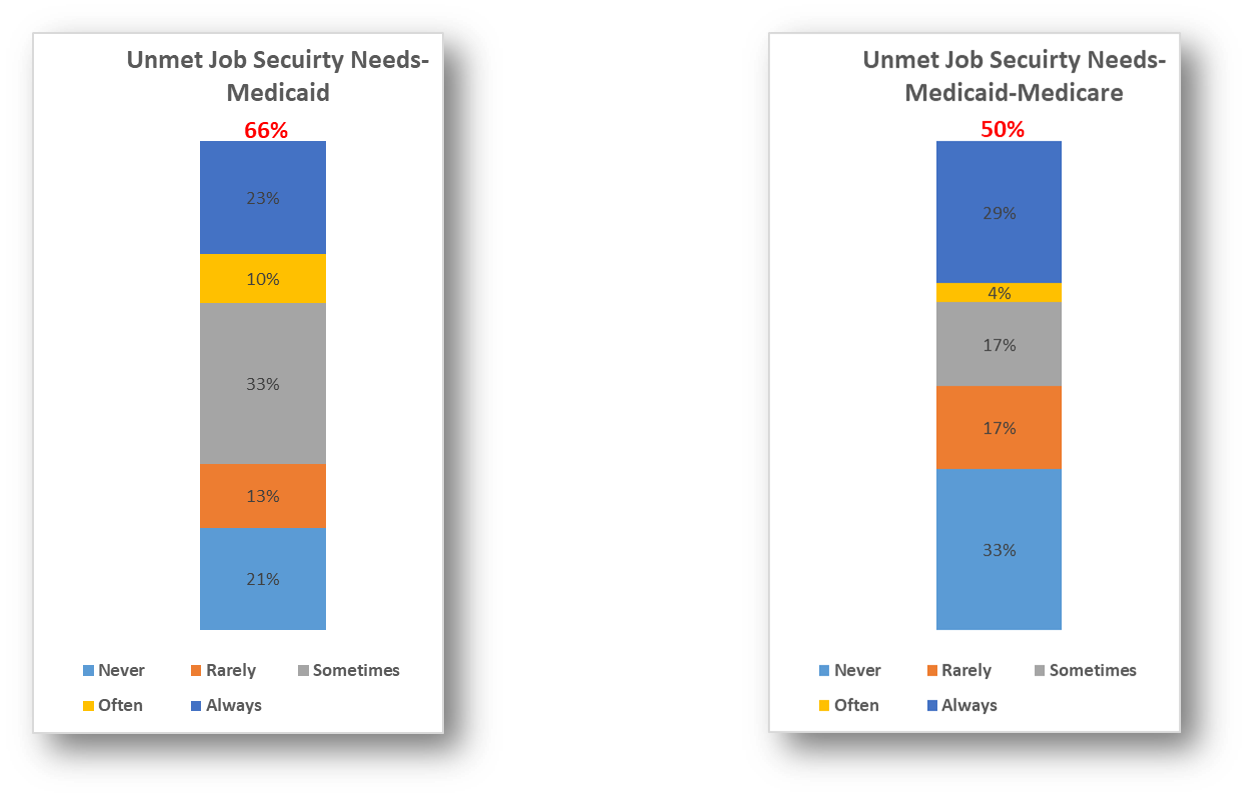 Unmet Job Secuirty Needs-
Medicaid
66%
23%
10%
33%
13%
21%
Never Rarely Sometimes
Often Always
Unmet Job Secuirty Needs-
Medicaid-Medicare
50%
29%
4%
17%
17%
33%
Never Rarely Sometimes
Often Always